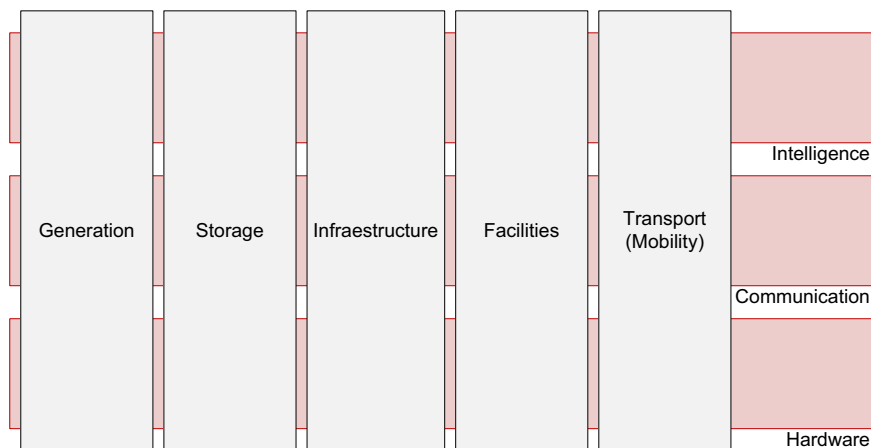 Intelligence
Generation
Storage
Infraestructure
Facilities
Transport
(Mobility)
Communication
Hardware